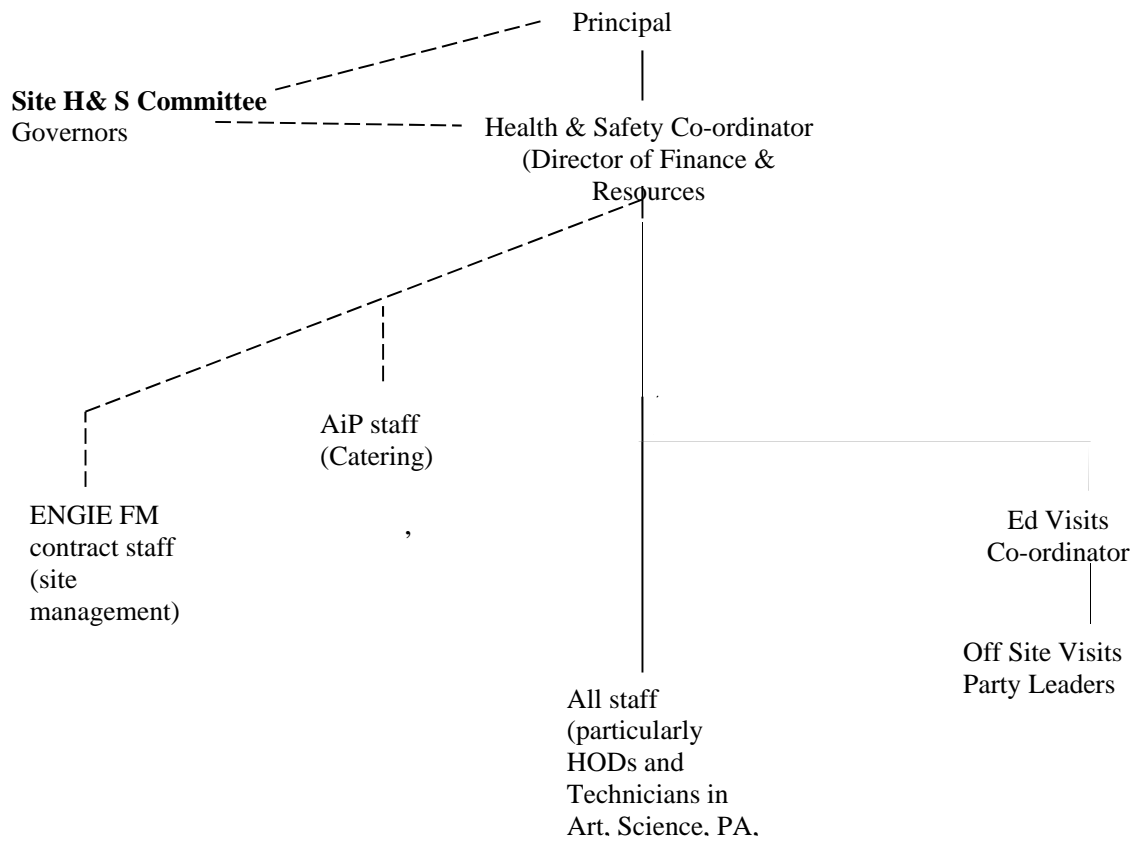 Principal
Site H& S Committee
Governors
Health & Safety Co-ordinator
(Director of Finance &
Resources
AiP staff
(Catering)
,
ENGIE FM
contract staff
(site
management)
Ed Visits
Co-ordinator
Off Site Visits
Party Leaders
All staff
(particularly
HODs and
Technicians in
Art, Science, PA,